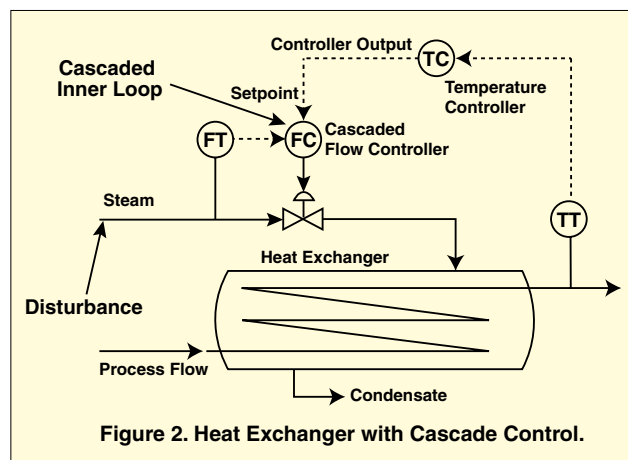 Controller Output
TC
Cascaded
Inner Loop
Setpoint
Temperature
Controller
FT
FC
Cascaded
Flow Controller
Steam
TT
Heat Exchanger
Disturbance
Process Flow
Condensate
Figure 2. Heat Exchanger with Cascade Control.